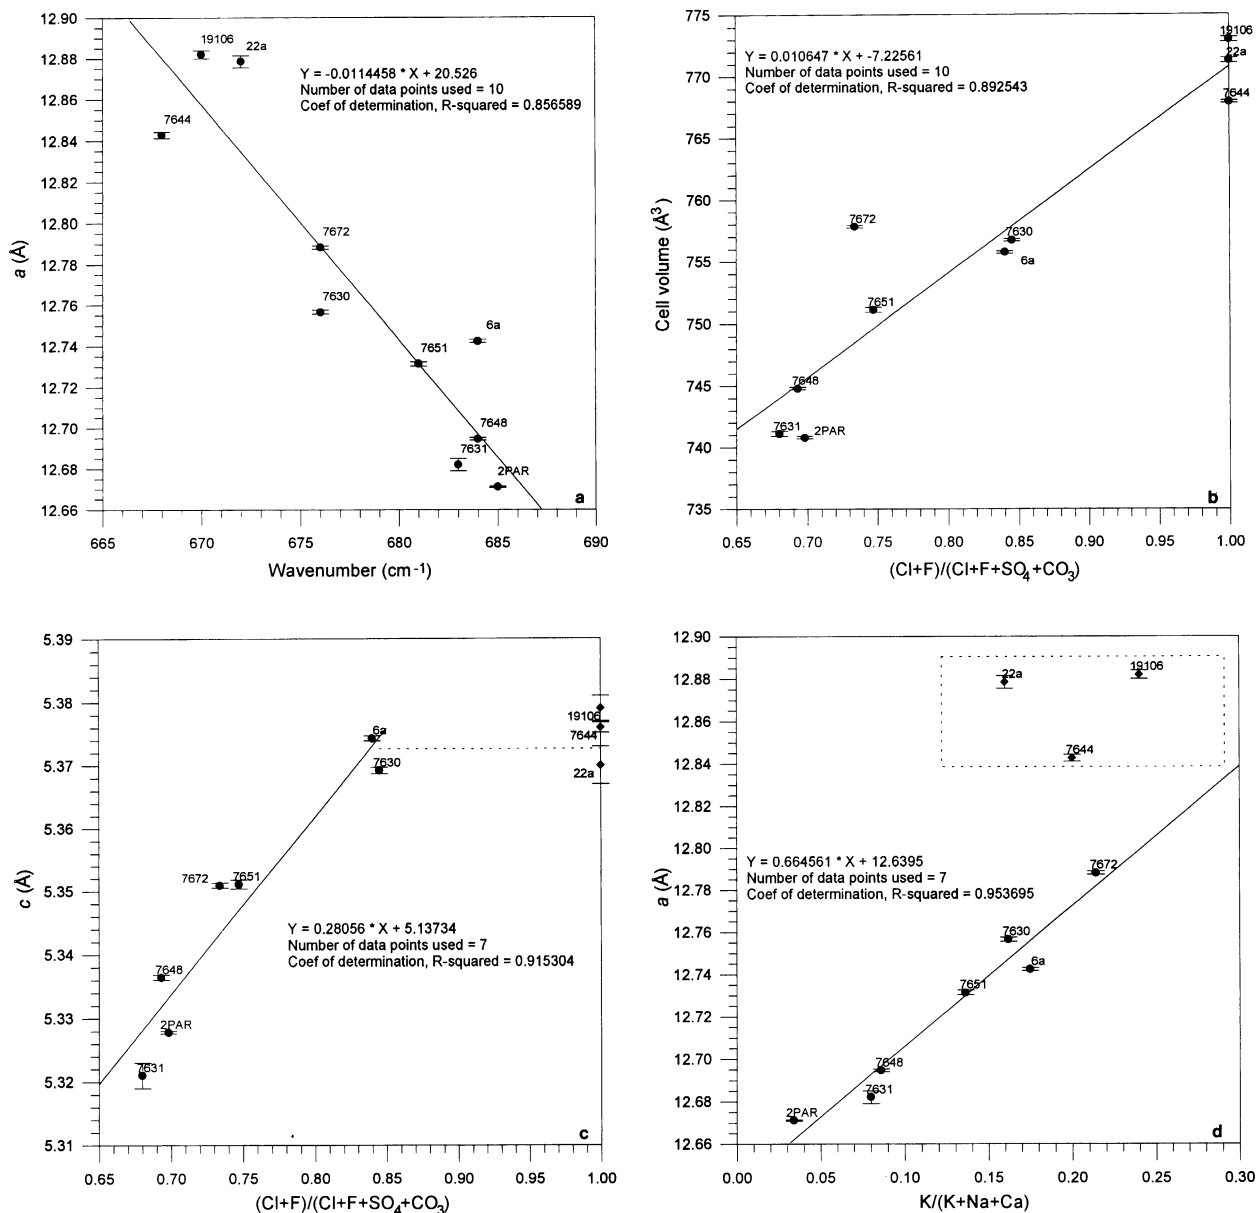 12.90
12.88
12.86
12.84
12.82
12.80
12.78
12.76
12.74
12.72
12.70
12.68
12.66
a (Å)
19106
22a
7644
7672
7630
6a
7651
7648
7631
2PAR
Y = -0.0114458 * X + 20.526
Number of data points used = 10
Coef of determination, R-squared = 0.856589
a
665 670 675 680 685 690
Wavenumber (cm-1)
775
770
765
760
755
750
745
740
735
Cell volume (Å3)
Y = 0.010647 * X + -7.22561
Number of data points used = 10
Coef of determination, R-squared = 0.892543
19106
22a
7644
7672
7630
6a
7651
7648
7631
2PAR
b
0.65 0.70 0.75 0.80 0.85 0.90 0.95 1.00
(Cl+F)/(Cl+F+SO4+CO3)
5.39
5.38
5.37
5.36
5.35
5.34
5.33
5.32
5.31
c (Å)
19106
7644
22a
6a
7630
7672
7651
7648
2PAR
7631
Y = 0.28056 * X + 5.13734
Number of data points used = 7
Coef of determination, R-squared = 0.915304
c
0.65 0.70 0.75 0.80 0.85 0.90 0.95 1.00
(Cl+F)/(Cl+F+SO4+CO3)
12.90
12.88
12.86
12.84
12.82
12.80
12.78
12.76
12.74
12.72
12.70
12.68
12.66
a (Å)
22a
19106
7644
Y = 0.664561 * X + 12.6395
Number of data points used = 7
Coef of determination, R-squared = 0.953695
7672
7630
6a
7651
7648
7631
2PAR
d
0.00 0.05 0.10 0.15 0.20 0.25 0.30
K/(K+Na+Ca)